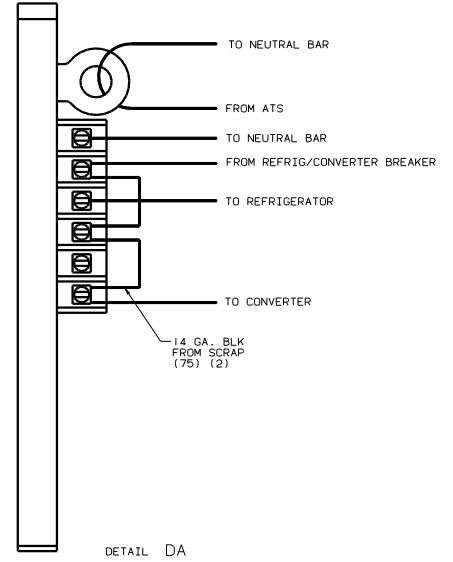 TO NEUTRAL BAR
FROM ATS
TO NEUTRAL BAR
FROM REFRIG/CONVERTER BREAKER
TO REFRIGERATOR
TO CONVERTER
14 GA. BLK
FROM SCRAP
(75) (2)
DETAIL DA